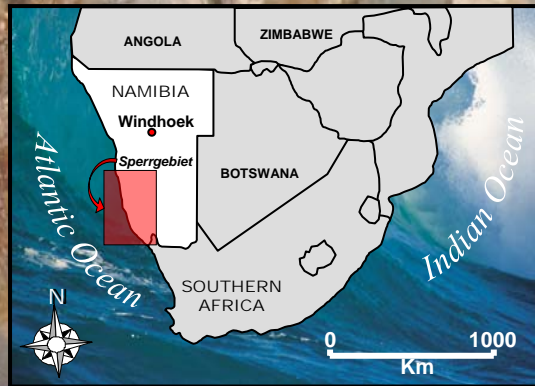 ANGOLA
ZIMBABWE
NAMIBIA
Windhoek
Sperrgebiet
BOTSWANA
Atlantic Ocean
Indian Ocean
SOUTHERN
AFRICA
N
0 1000
Km